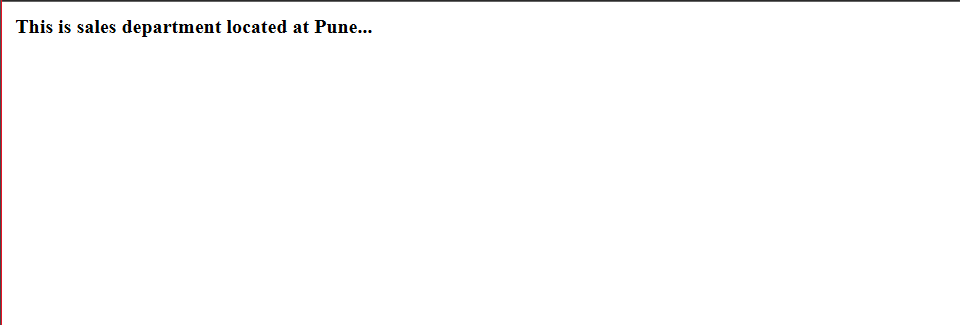 This is sales department located at Pune...